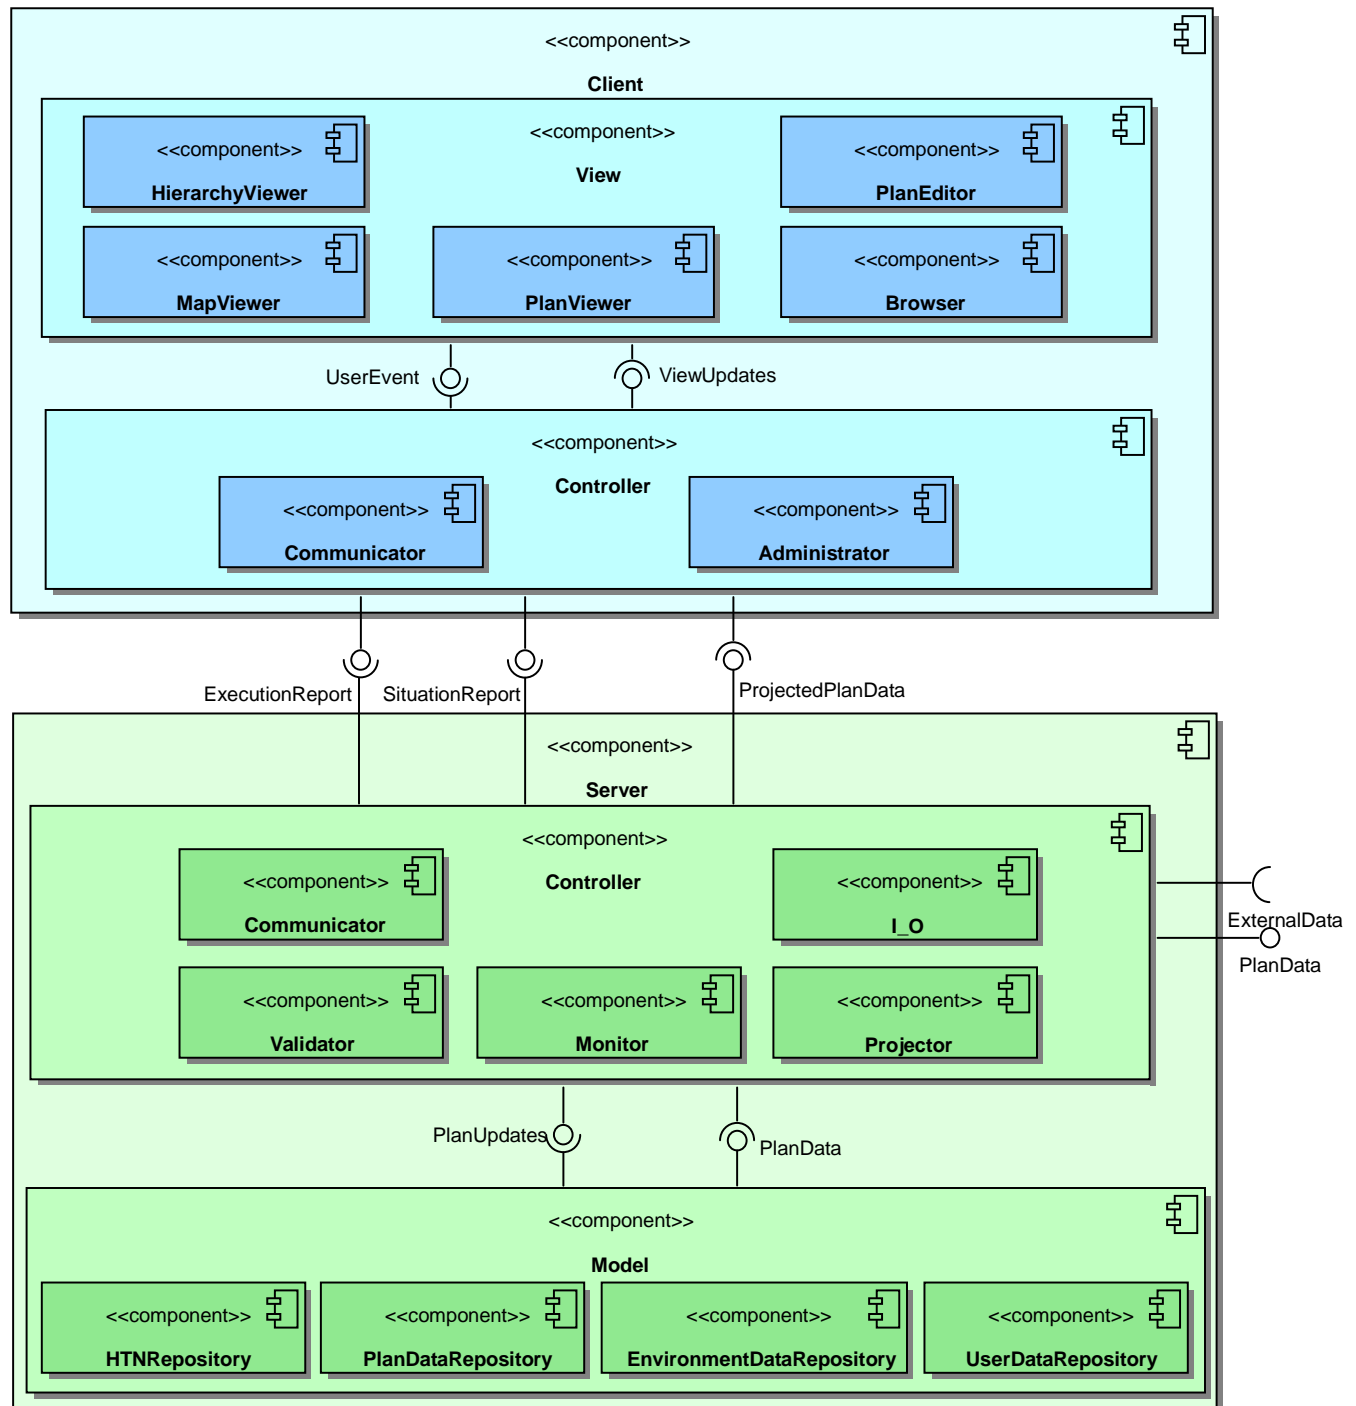 <<component>>
Client
<<component>>
View
<<component>>
HierarchyViewer
<<component>>
PlanEditor
<<component>>
MapViewer
<<component>>
PlanViewer
<<component>>
Browser
UserEvent
ViewUpdates
<<component>>
Controller
<<component>>
Communicator
<<component>>
Administrator
ExecutionReport
SituationReport
ProjectedPlanData
<<component>>
Server
<<component>>
Controller
<<component>>
Communicator
<<component>>
I_O
ExternalData
PlanData
<<component>>
Validator
<<component>>
Monitor
<<component>>
Projector
PlanUpdates
PlanData
<<component>>
Model
<<component>>
HTNRepository
<<component>>
PlanDataRepository
<<component>>
EnvironmentDataRepository
<<component>>
UserDataRepository